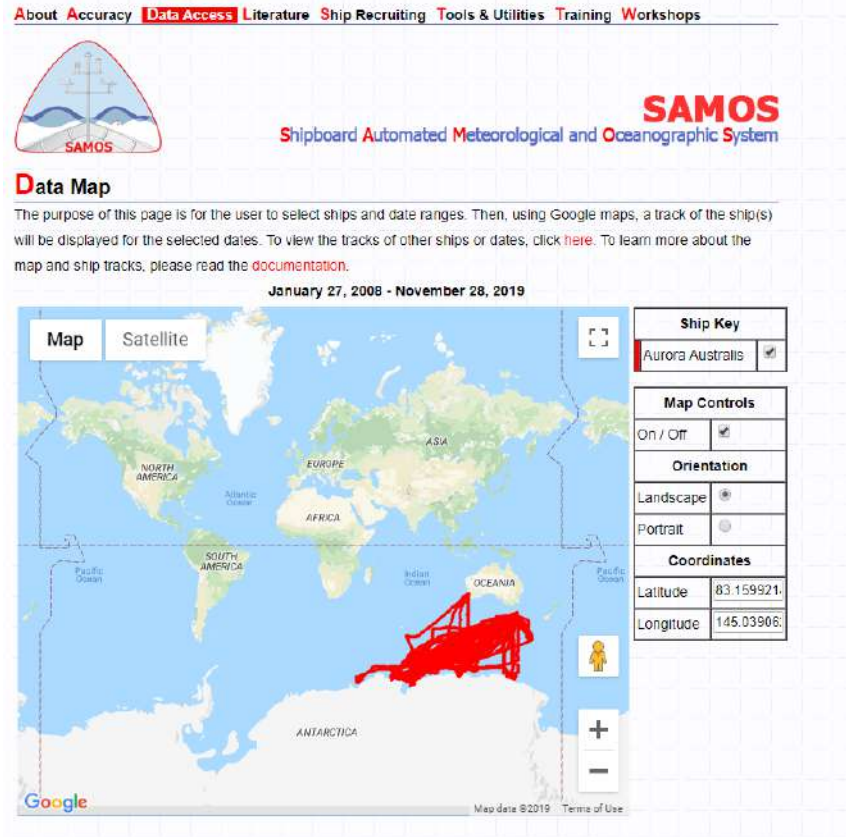 About Accuracy Data Access Literature Ship Recruiting Tools & Utilities Training Workshops
SAMOS
SAMOS
Shipboard Automated Meteorological and Oceanographic System
Data Map
The purpose of this page is for the user to select ships and date ranges. Then, using Google maps, a track of the ship(s)
will be displayed for the selected dates. To view the tracks of other ships or dates, click here. To learn more about the
map and ship tracks, please read the documentation.
January 27, 2008 - November 28, 2019
Map Satellite
Ship Key
Aurora Australis
Map Controls
On / Off
Orientation
Landscape
Portrait
Coordinates
Latitude 83.159921
Longitude 145.03906
NORTH
AMERICA
EUROPE
ASIA
Atlantic
Ocean
AFRICA
SOUTH
AMERICA
Pacific
Ocean
Indian
Ocean
OCEANIA
Pacific
Ocean
ANTARCTICA
Google
Map data ©2019 Terms of Use